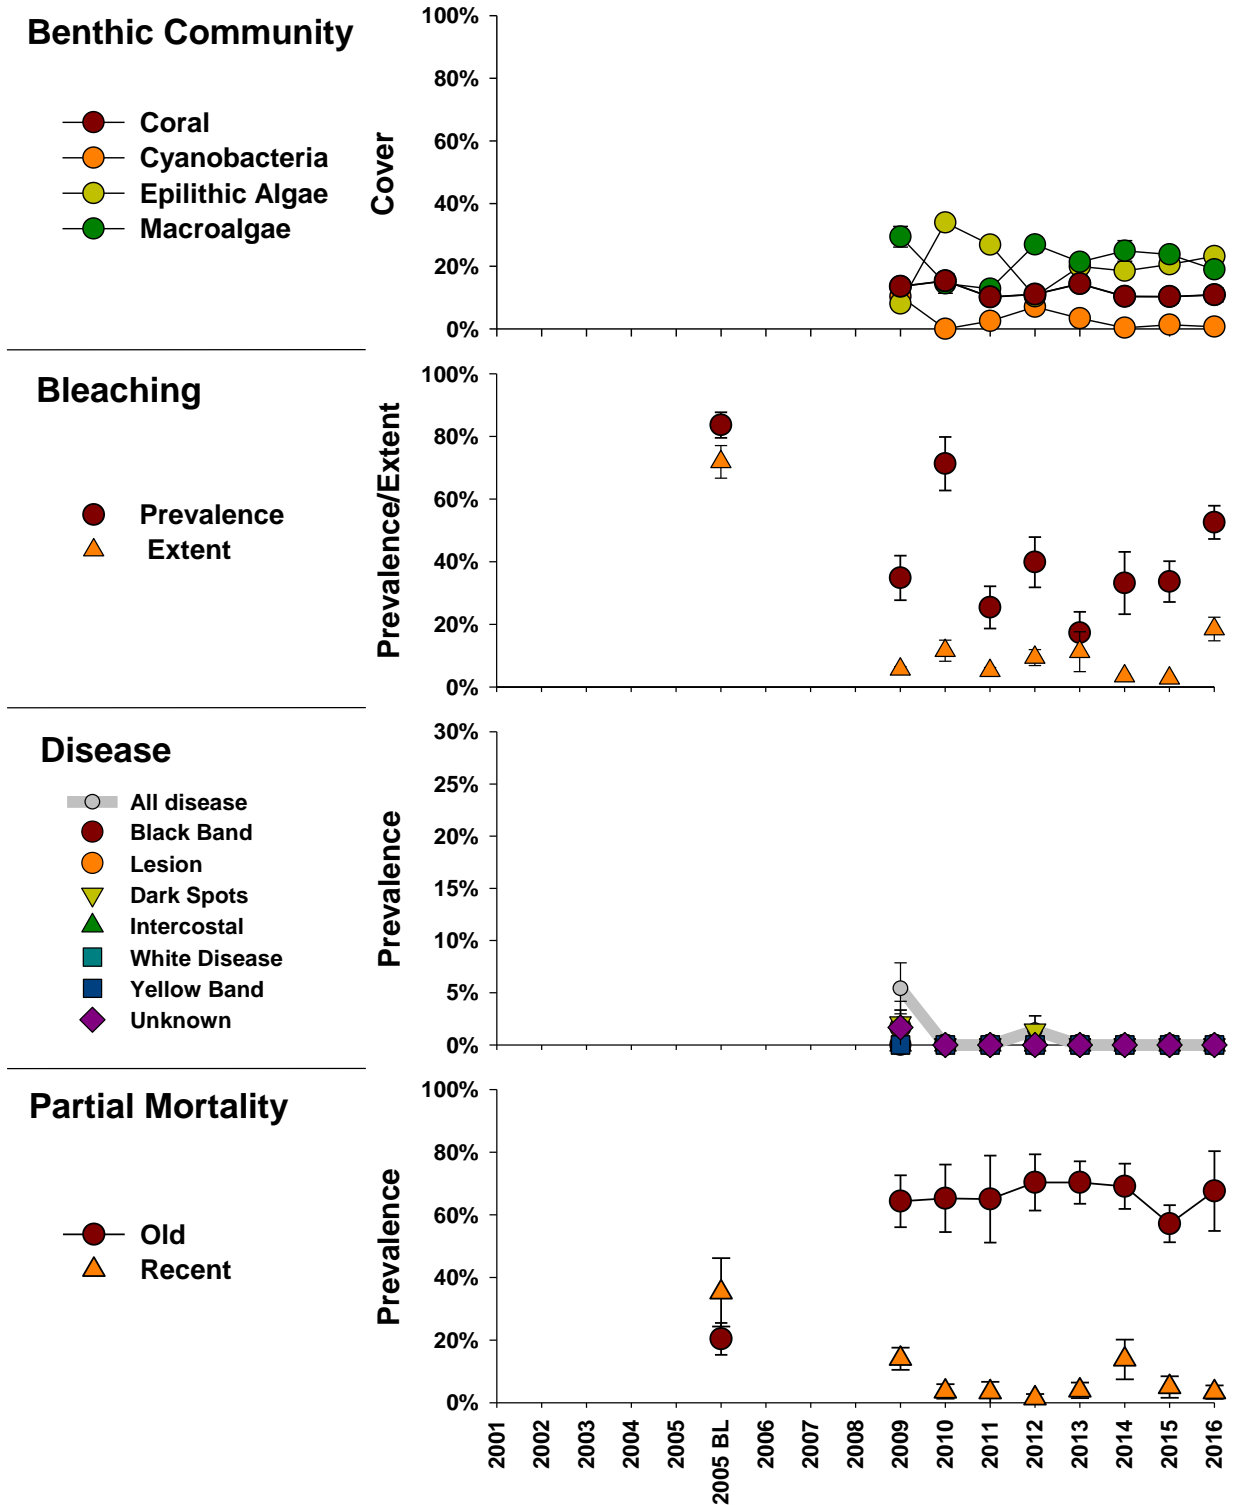 Benthic Community
Coral
Cyanobacteria
Epilithic Algae
Macroalgae
Cover
100%
80%
60%
40%
20%
0%
Bleaching
Prevalence
Extent
Prevalence/Extent
100%
80%
60%
40%
20%
0%
Disease
All disease
Black Band
Lesion
Dark Spots
Intercostal
White Disease
Yellow Band
Unknown
Prevalence
30%
25%
20%
15%
10%
5%
0%
Partial Mortality
Old
Recent
Prevalence
100%
80%
60%
40%
20%
0%
2001
2002
2003
2004
2005
2005 BL
2006
2007
2008
2009
2010
2011
2012
2013
2014
2015
2016